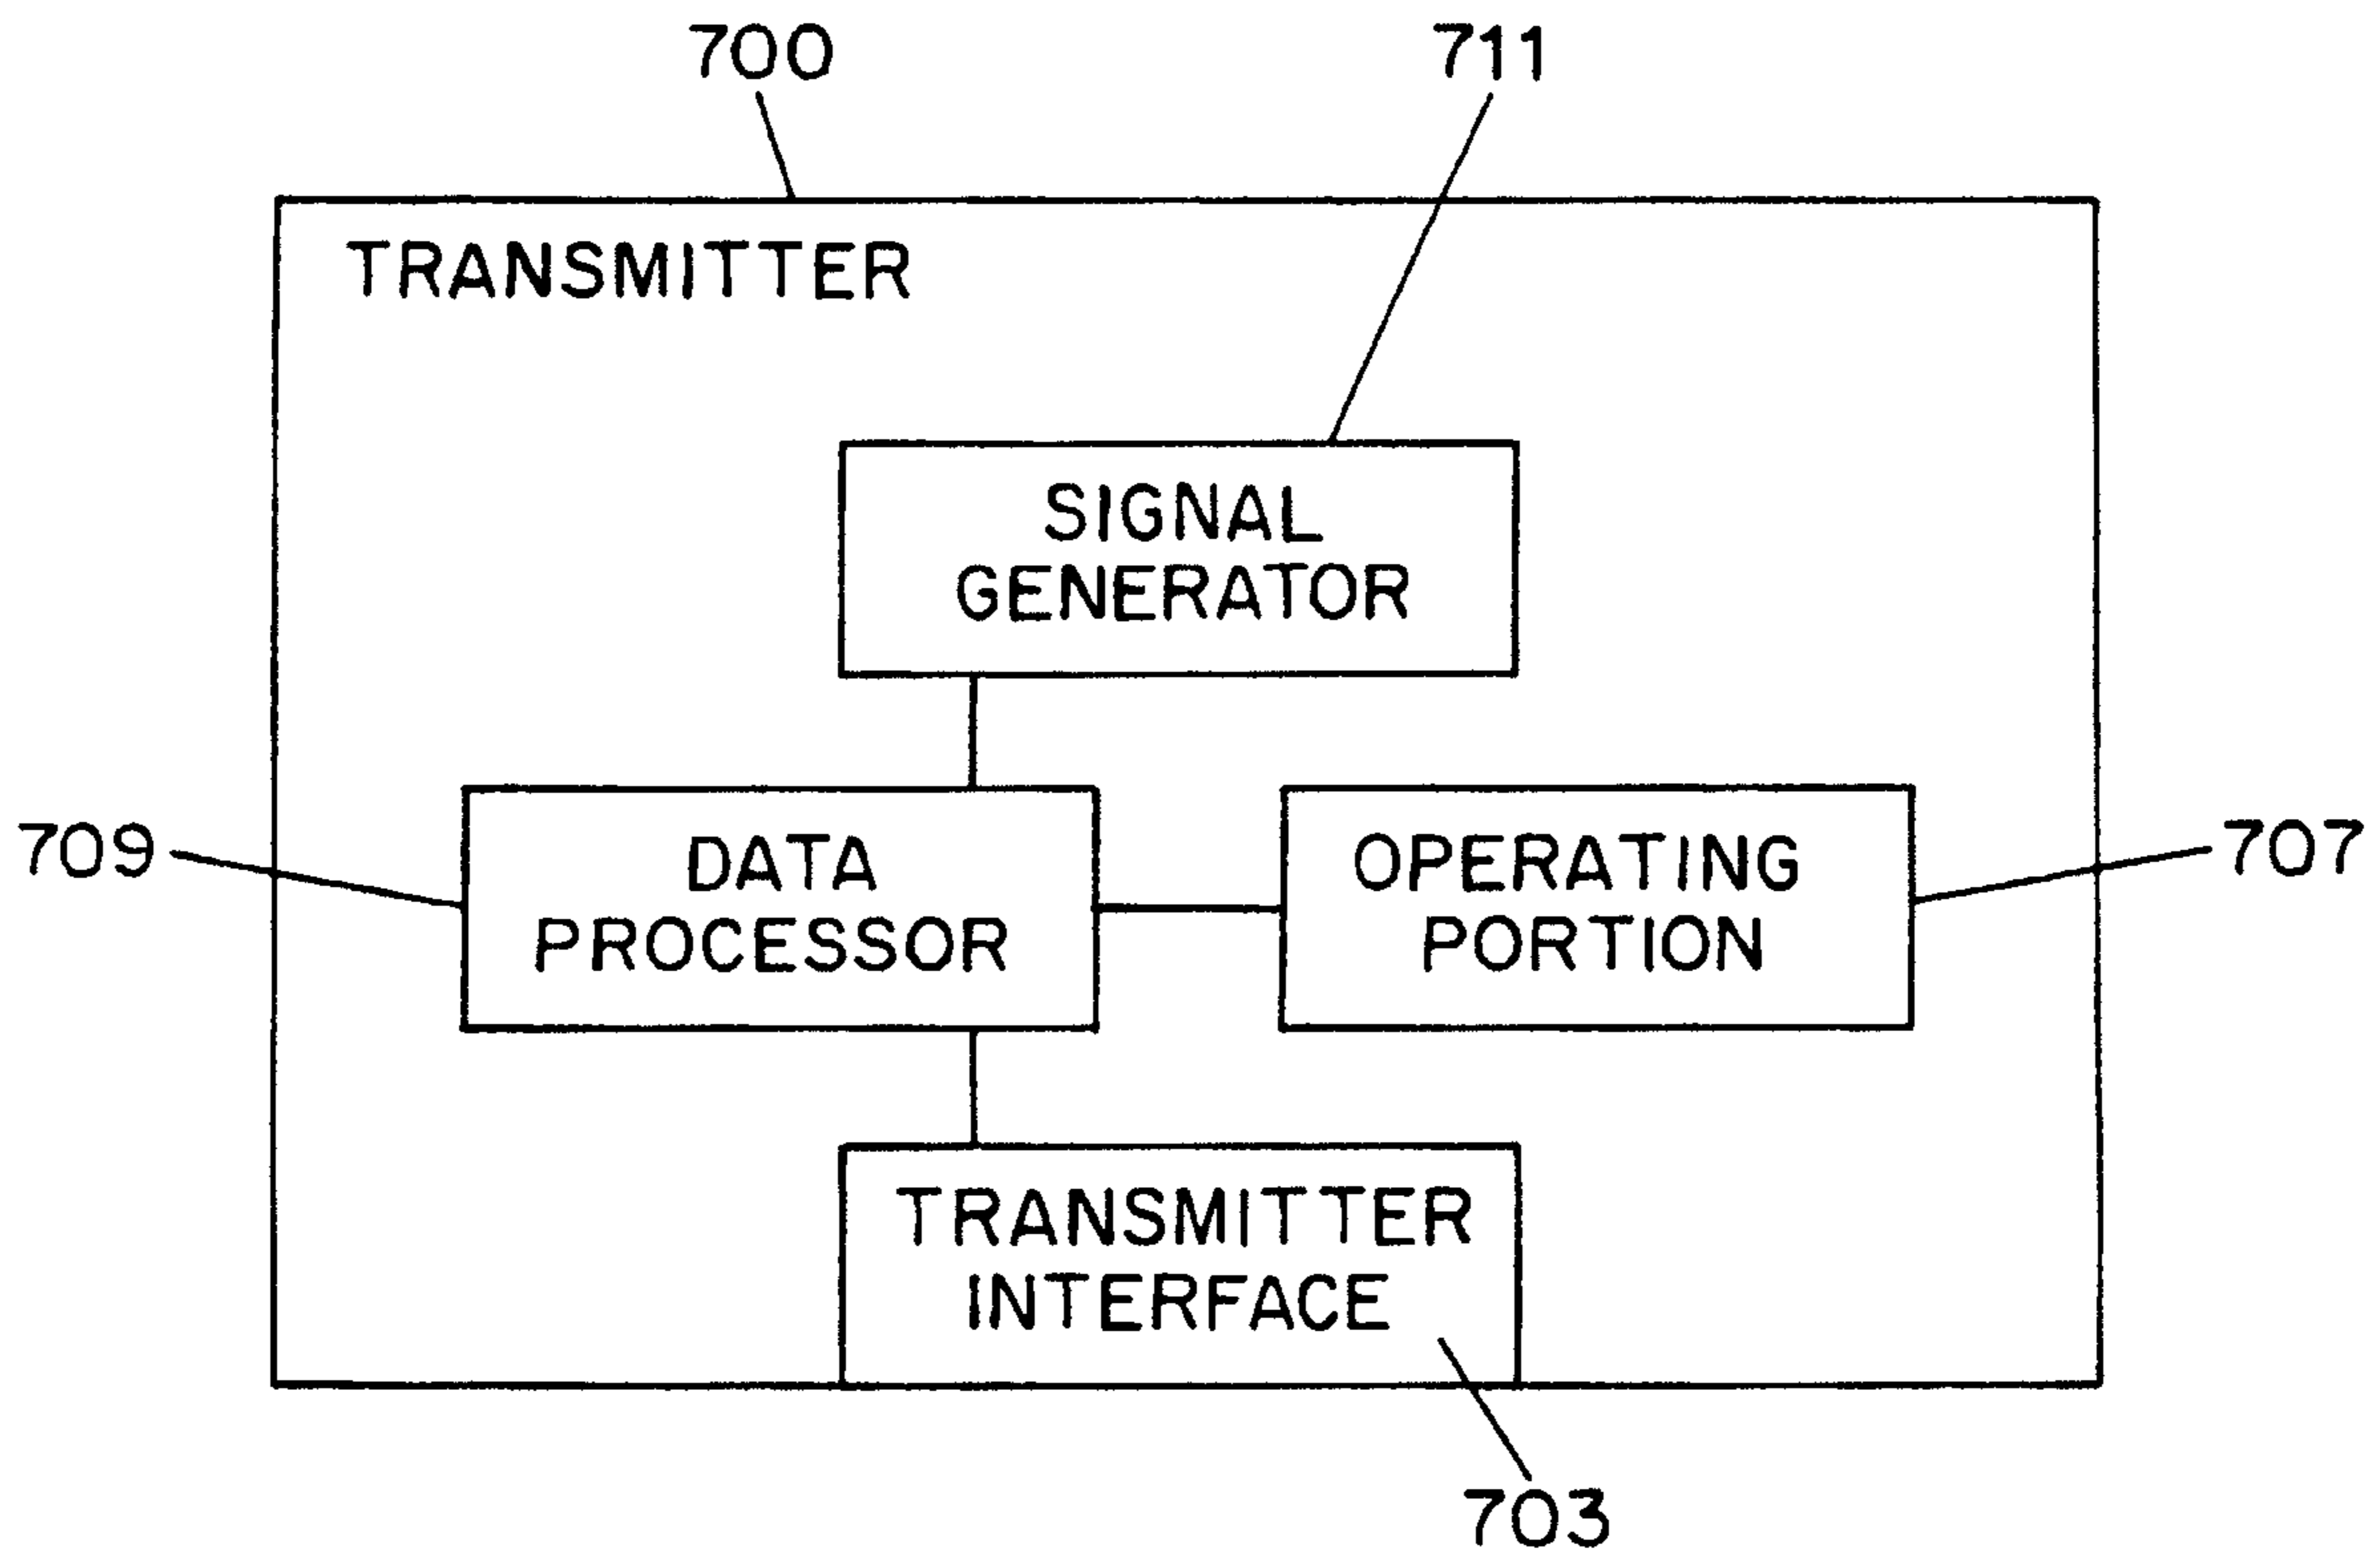 700
711
TRANSMITTER
SIGNAL
GENERATOR
709
DATA
PROCESSOR
OPERATING
PORTION
707
TRANSMITTER
INTERFACE
703